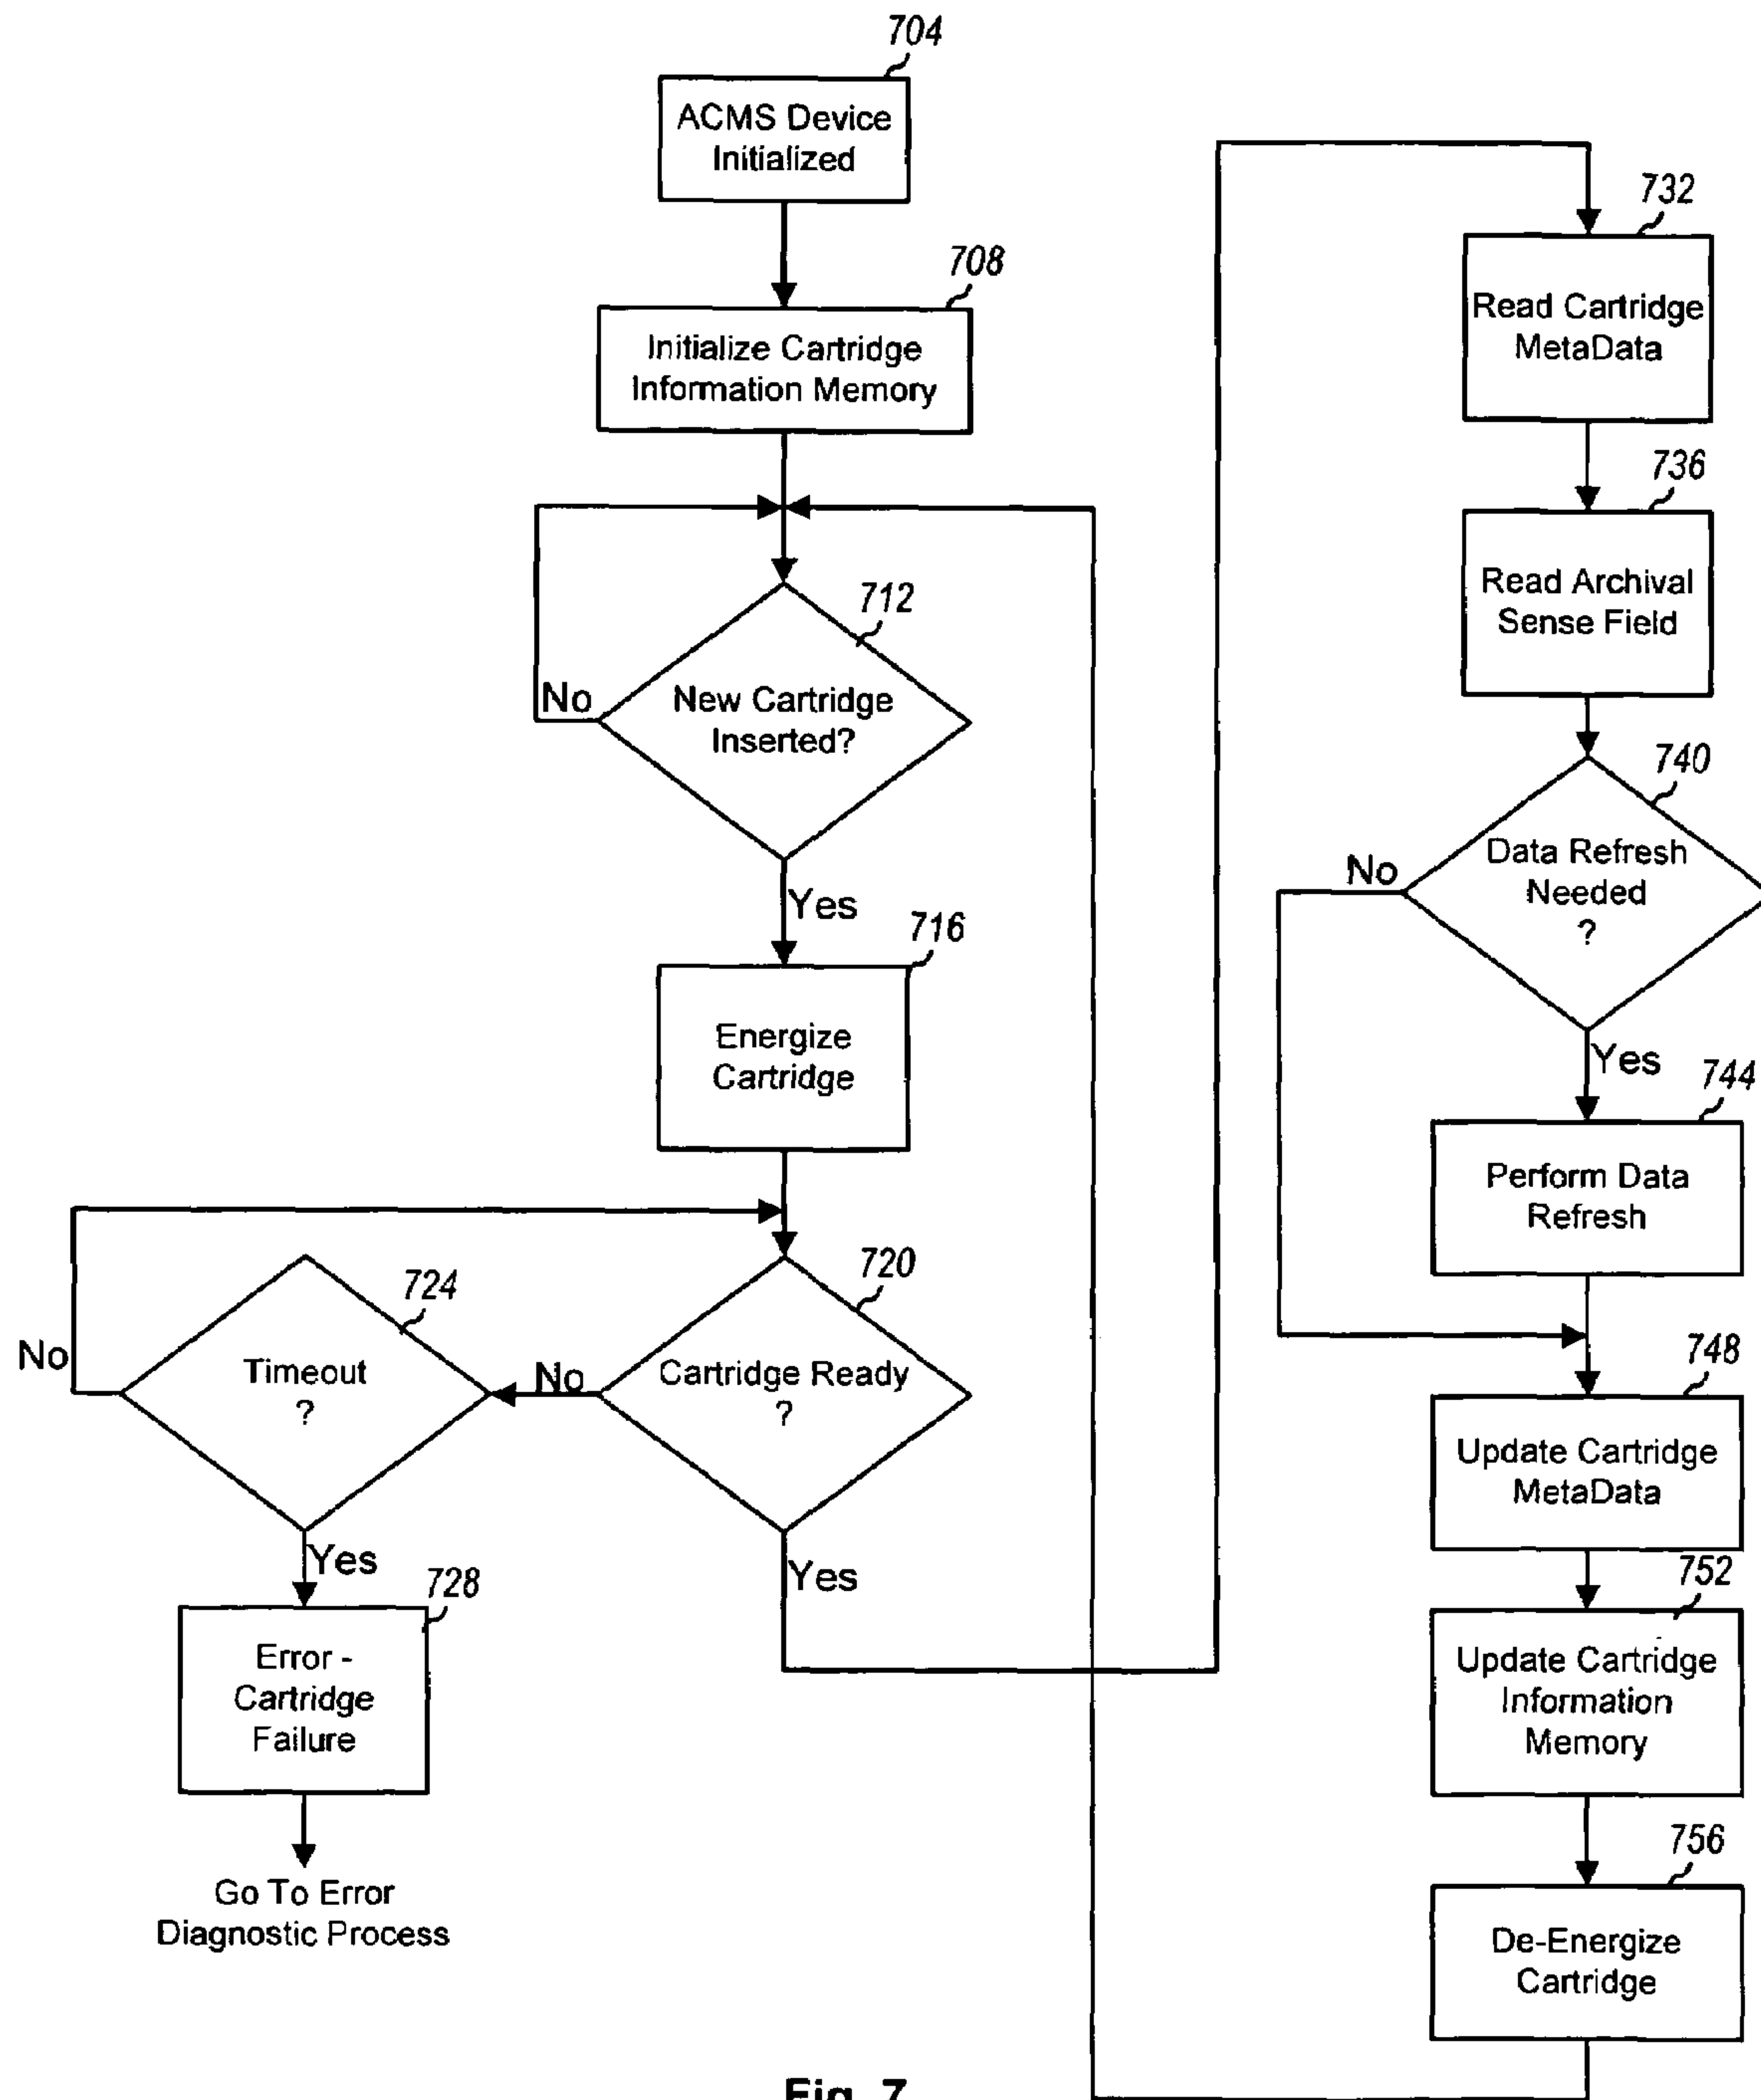 704
ACMS Device
Initialized
708
Initialize Cartridge
Information Memory
712
New Cartridge
Inserted?
No
Yes
716
Energize
Cartridge
720
Cartridge Ready
?
No
Yes
724
Timeout
?
No
Yes
728
Error -
Cartridge
Failure
Go To Error
Diagnostic Process
732
Read Cartridge
MetaData
736
Read Archival
Sense Field
740
Data Refresh
Needed
?
No
Yes
744
Perform Data
Refresh
748
Update Cartridge
MetaData
752
Update Cartridge
Information
Memory
756
De-Energize
Cartridge
Fig. 7